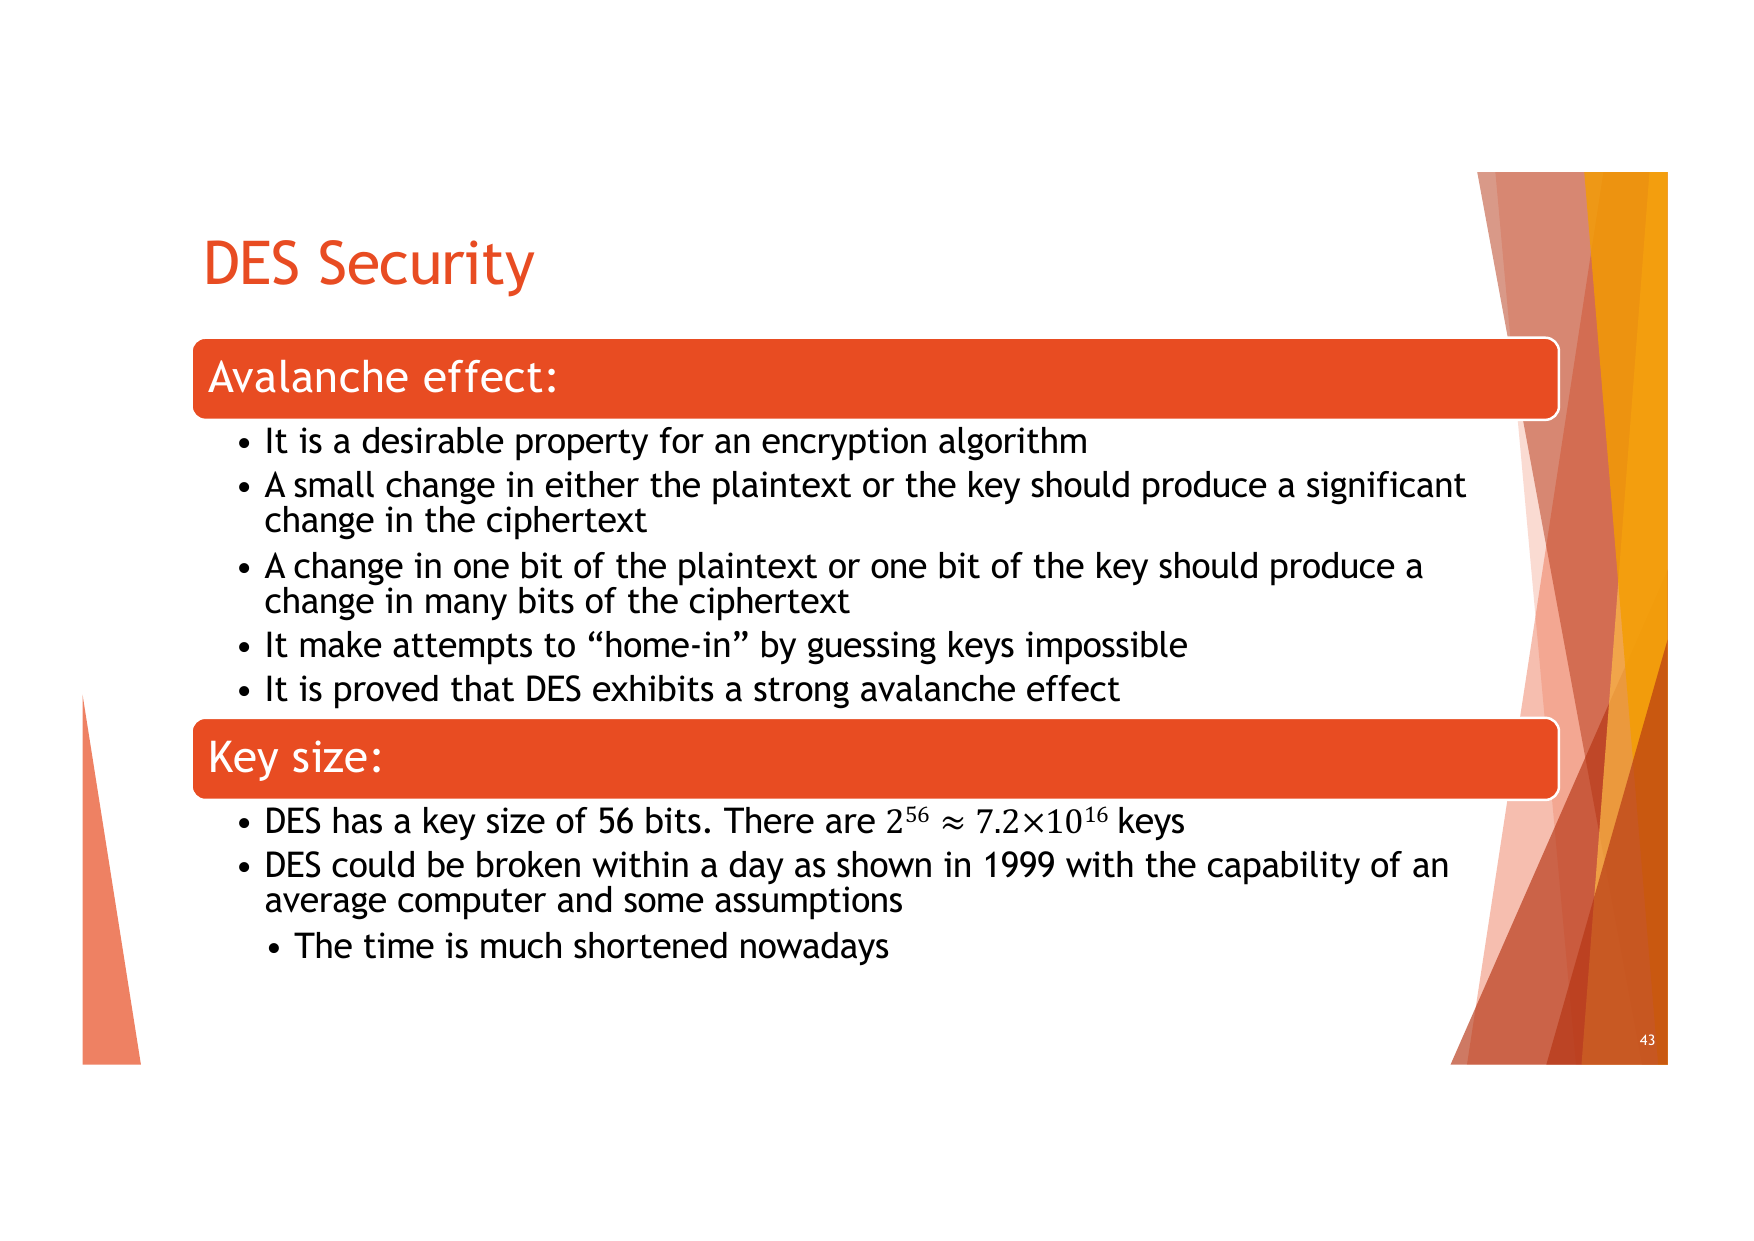 DES Security
Avalanche effect:
• It is a desirable property for an encryption algorithm
• A small change in either the plaintext or the key should produce a significant
change in the ciphertext
• A change in one bit of the plaintext or one bit of the key should produce a
change in many bits of the ciphertext
• It make attempts to “home-in” by guessing keys impossible
• It is proved that DES exhibits a strong avalanche effect
Key size:
• DES has a key size of 56 bits. There are 2⁵⁶ ≈ 7.2×10¹⁶ keys
• DES could be broken within a day as shown in 1999 with the capability of an
average computer and some assumptions
• The time is much shortened nowadays
43